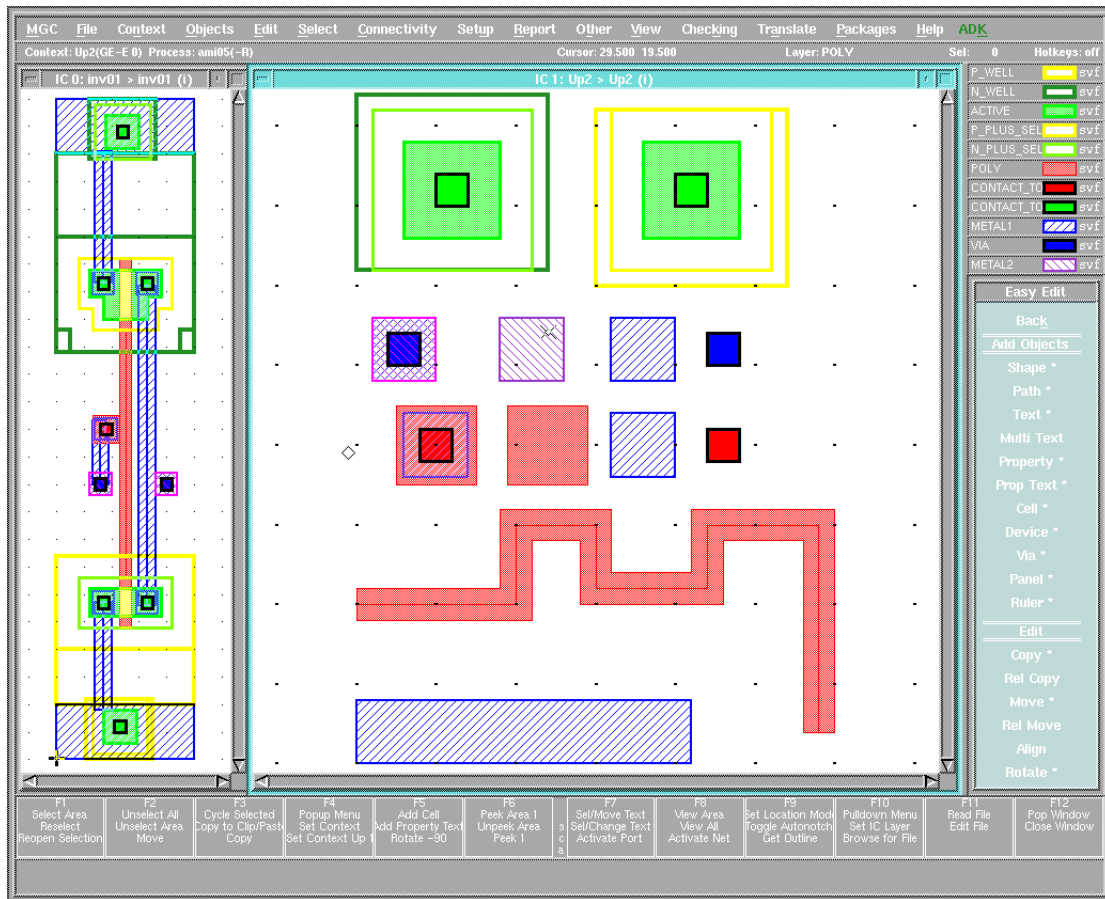 MGC File Context Objects Edit Select Connectivity Setup Report Other View Checking Translate Packages Help ADK
Context: Up2(GE-E 0) Process: ami05(-R) Cursor: 29.500 19.500 Layer: POLY Sel: 0 Hotkeys: off
IC 0: inv01 > inv01 (i)
IC 1: Up2 > Up2 (i)
P_WELL svf
N_WELL svf
ACTIVE svf
P_PLUS_SEL svf
N_PLUS_SEL svf
POLY svf
CONTACT_TO svf
CONTACT_TO svf
METAL1 svf
VIA svf
METAL2 svf
Easy Edit
Back
Add Objects
Shape *
Path *
Text *
Multi Text
Property *
Prop Text *
Cell *
Device *
Via *
Panel *
Ruler *
Edit
Copy *
Rel Copy
Move *
Rel Move
Align
Rotate *
F1
Select Area
Reselect
Reopen Selection
F2
Unselect All
Unselect Area
Move
F3
Cycle Selected
Copy to Clip/Past
Copy
F4
Popup Menu
Set Context
Set Context Up 1
F5
Add Cell
Add Property Text
Rotate -90
F6
Peek Area 1
Unpeek Area
Peek 1
s
c
a
F7
Sel/Move Text
Sel/Change Text
Activate Port
F8
View Area
View All
Activate Net
F9
Set Location Mode
Toggle Autonotch
Get Outline
F10
Pulldown Menu
Set IC Layer
Browse for File
F11
Read File
Edit File
F12
Pop Window
Close Window